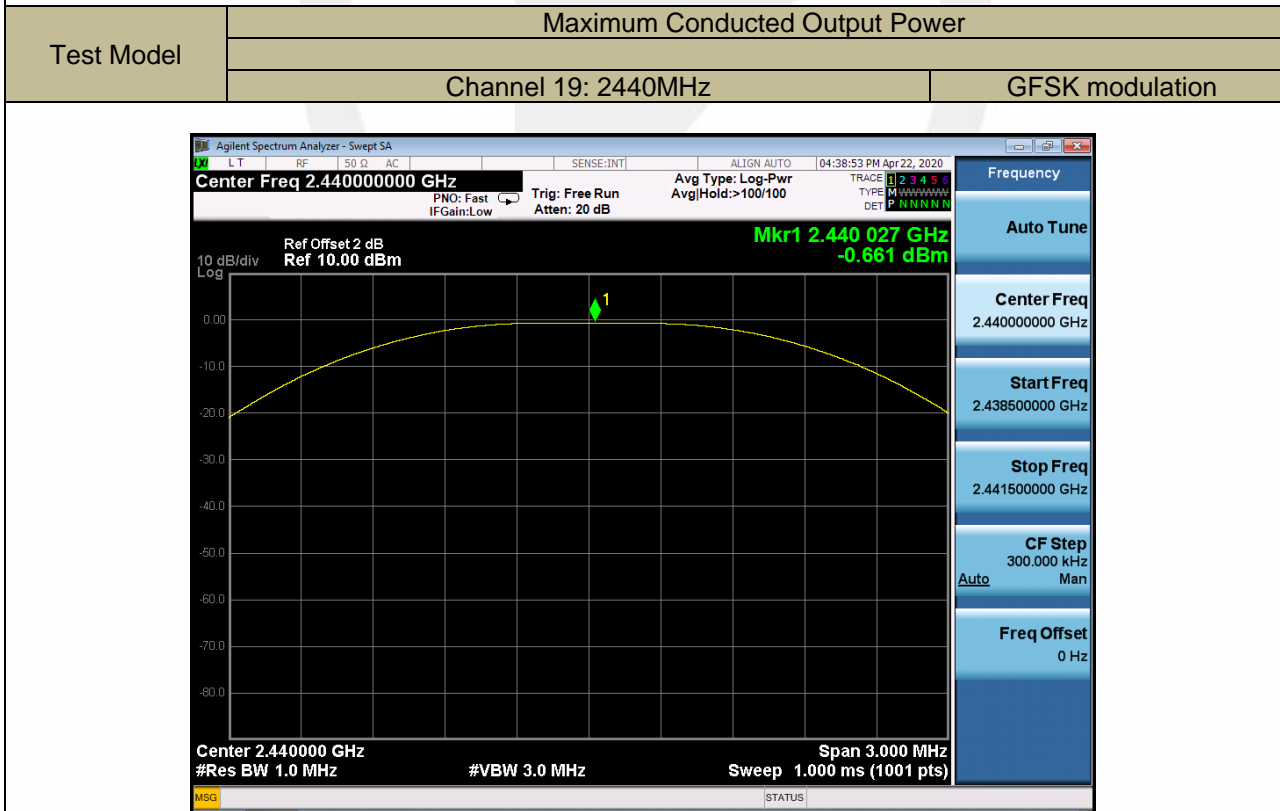 Test Model
Maximum Conducted Output Power
Channel 19: 2440MHz GFSK modulation
Agilent Spectrum Analyzer - Swept SA
LXI L T RF 50 Ω AC SENSE:INT ALIGN AUTO 04:38:53 PM Apr 22, 2020
Center Freq 2.440000000 GHz
PNO: Fast
IFGain:Low
Trig: Free Run
Atten: 20 dB
Avg Type: Log-Pwr
Avg|Hold:>100/100
TRACE 1 2 3 4 5 6
TYPE M WWWWW
DET P N N N N N
Ref Offset 2 dB
10 dB/div Ref 10.00 dBm
Log
Mkr1 2.440 027 GHz
-0.661 dBm
1
0.00
-10.0
-20.0
-30.0
-40.0
-50.0
-60.0
-70.0
-80.0
Center 2.440000 GHz Span 3.000 MHz
#Res BW 1.0 MHz #VBW 3.0 MHz Sweep 1.000 ms (1001 pts)
MSG STATUS
Frequency
Auto Tune
Center Freq
2.440000000 GHz
Start Freq
2.438500000 GHz
Stop Freq
2.441500000 GHz
CF Step
300.000 kHz
Auto Man
Freq Offset
0 Hz